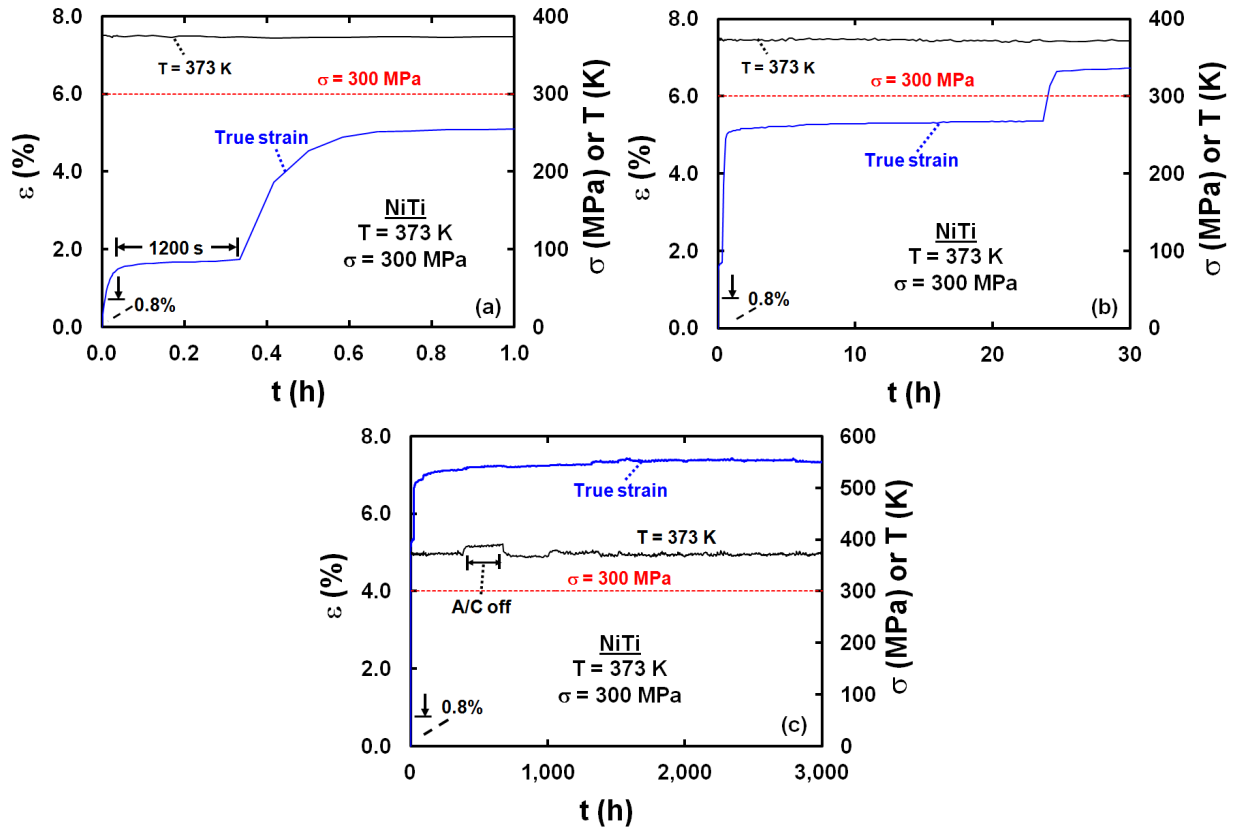 8.0
6.0
4.0
2.0
0.0
ε (%)
400
300
200
100
0
σ (MPa) or T (K)
T = 373 K
σ = 300 MPa
True strain
1200 s
0.8%
NiTi
T = 373 K
σ = 300 MPa
(a)
0.0 0.2 0.4 0.6 0.8 1.0
t (h)
8.0
6.0
4.0
2.0
0.0
ε (%)
400
300
200
100
0
σ (MPa) or T (K)
T = 373 K
σ = 300 MPa
True strain
0.8%
NiTi
T = 373 K
σ = 300 MPa
(b)
0 10 20 30
t (h)
8.0
6.0
4.0
2.0
0.0
ε (%)
600
500
400
300
200
100
0
σ (MPa) or T (K)
True strain
T = 373 K
σ = 300 MPa
A/C off
0.8%
NiTi
T = 373 K
σ = 300 MPa
(c)
0 1,000 2,000 3,000
t (h)